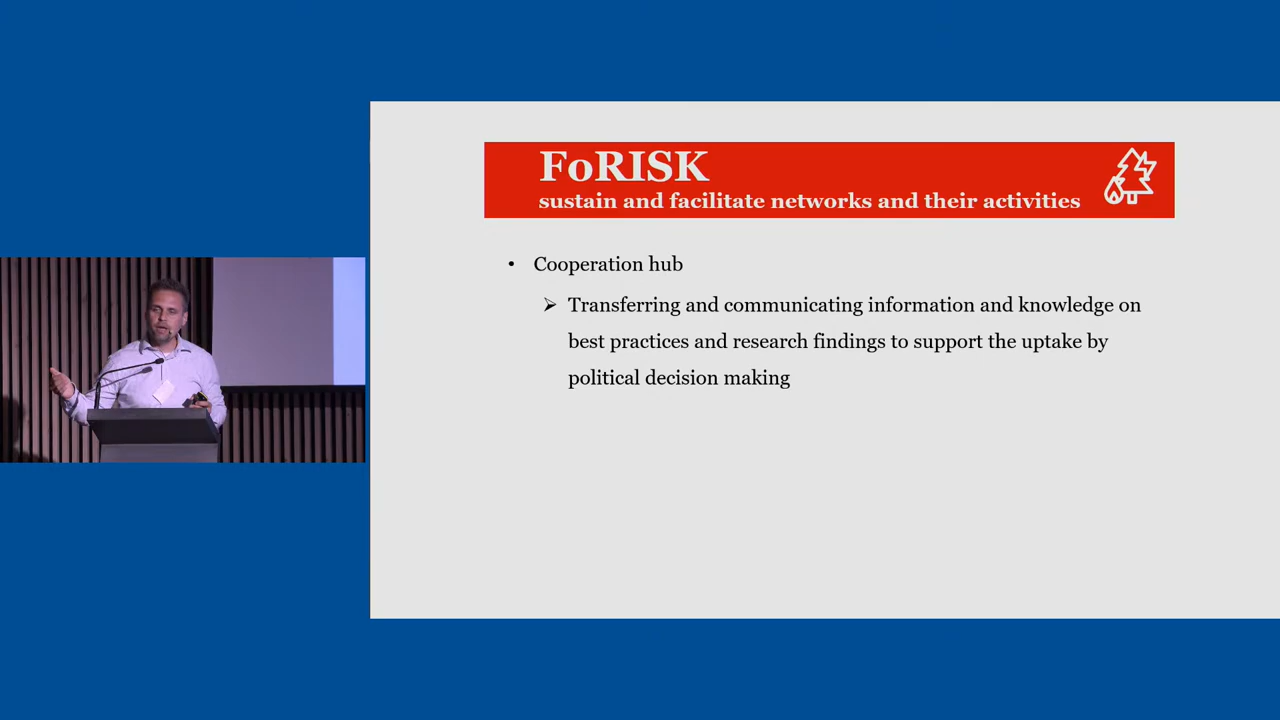 FoRISK
sustain and facilitate networks and their activities
• Cooperation hub
➢ Transferring and communicating information and knowledge on
best practices and research findings to support the uptake by
political decision making